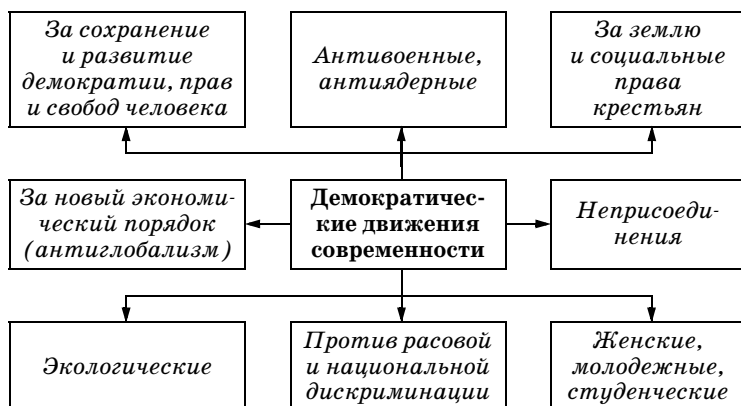 За сохранение
и развитие
демократии, прав
и свобод человека
Антивоенные,
антиядерные
За землю
и социальные
права
крестьян
За новый экономи-
ческий порядок
(антиглобализм)
Демократичес-
кие движения
современности
Неприсоеди-
нения
Экологические
Против расовой
и национальной
дискриминации
Женские,
молодежные,
студенческие